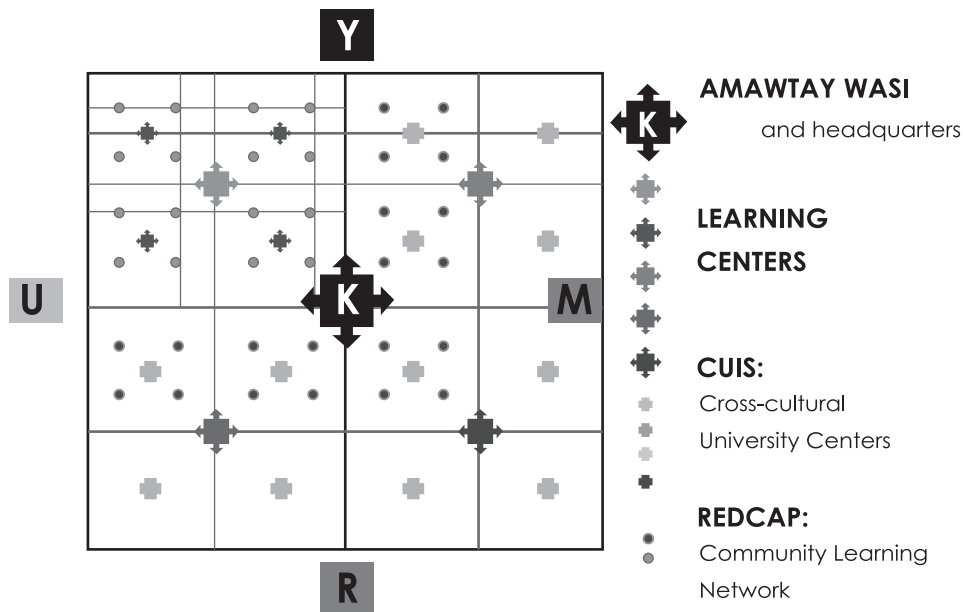 Y
AMAWTAY WASI
K
and headquarters
LEARNING
CENTERS
U
K
M
CUIS:
Cross-cultural
University Centers
REDCAP:
Community Learning
R
Network